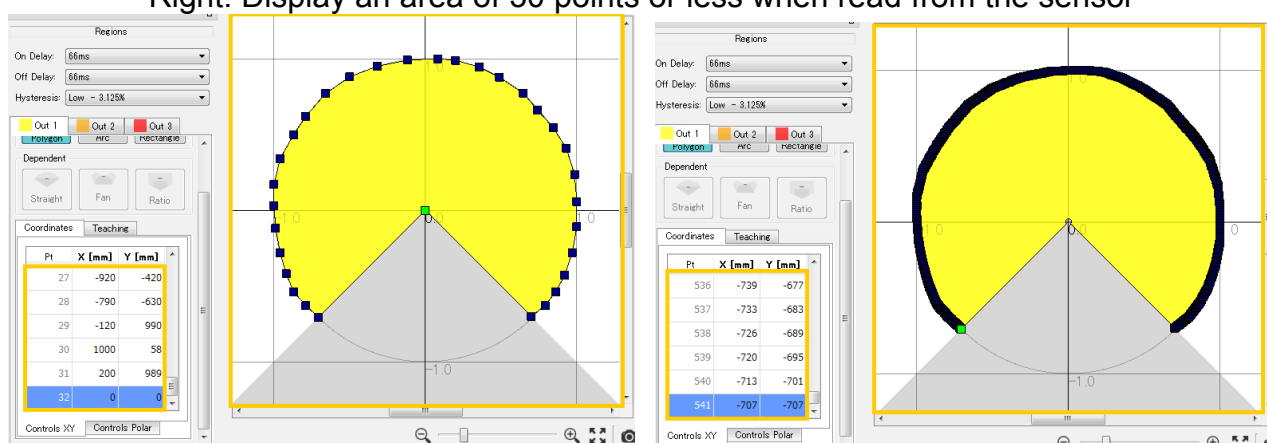 Right: Display an area of 50 points or less when read from the sensor
Regions
On Delay: 66ms
Off Delay: 66ms
Hysteresis: Low - 3.125%
Out 1 Out 2 Out 3
Polygon Arc Rectangle
Dependent
Straight Fan Ratio
Coordinates Teaching
Pt X [mm] Y [mm]
27 -920 -420
28 -790 -630
29 -120 990
30 1000 58
31 200 989
32 0 0
Controls XY Controls Polar
1.0
-1.0 0.0 1.0
-1.0
Regions
On Delay: 66ms
Off Delay: 66ms
Hysteresis: Low - 3.125%
Out 1 Out 2 Out 3
Polygon Arc Rectangle
Dependent
Straight Fan Ratio
Coordinates Teaching
Pt X [mm] Y [mm]
536 -739 -677
537 -733 -683
538 -726 -689
539 -720 -695
540 -713 -701
541 -707 -707
Controls XY Controls Polar
1.0
1.0 0.0 0
-1.0